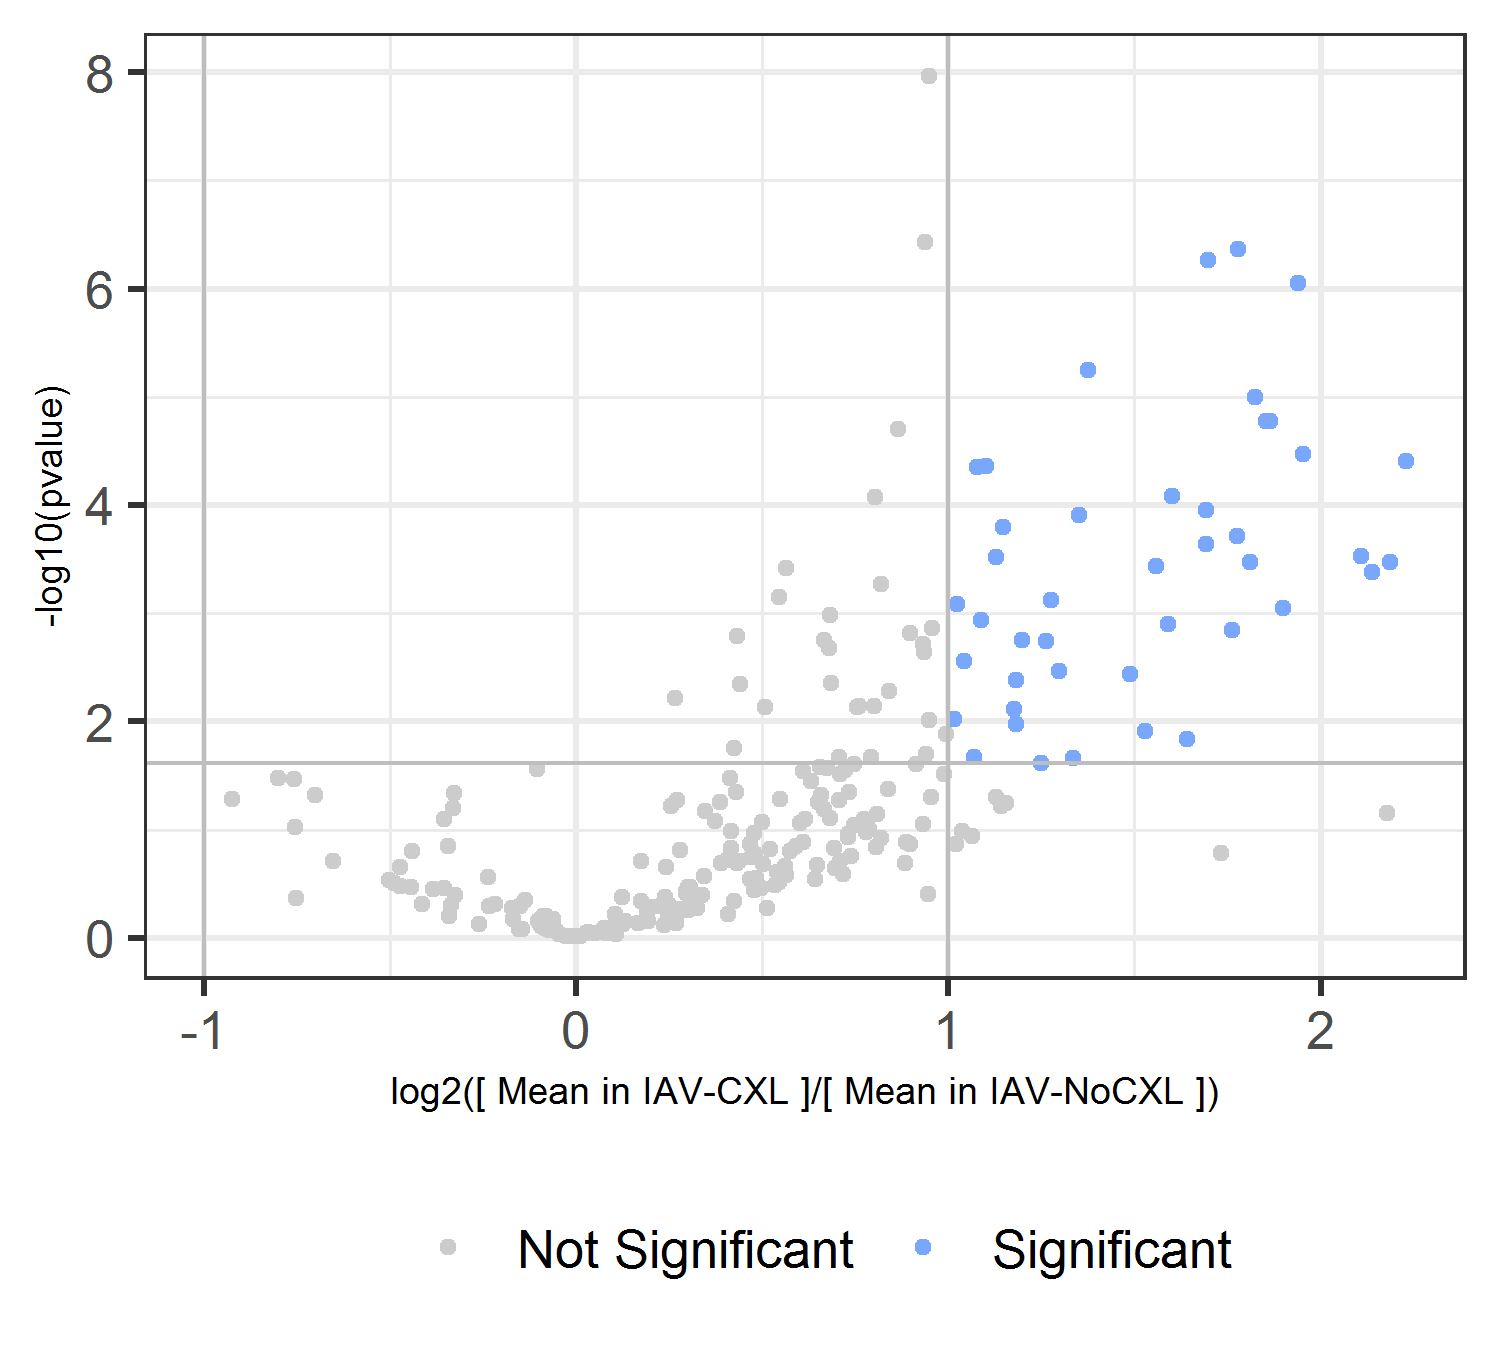 8
6
4
2
0
-log10(pvalue)
-1 0 1 2
log2([ Mean in IAV-CXL ]/[ Mean in IAV-NoCXL ])
Not Significant Significant